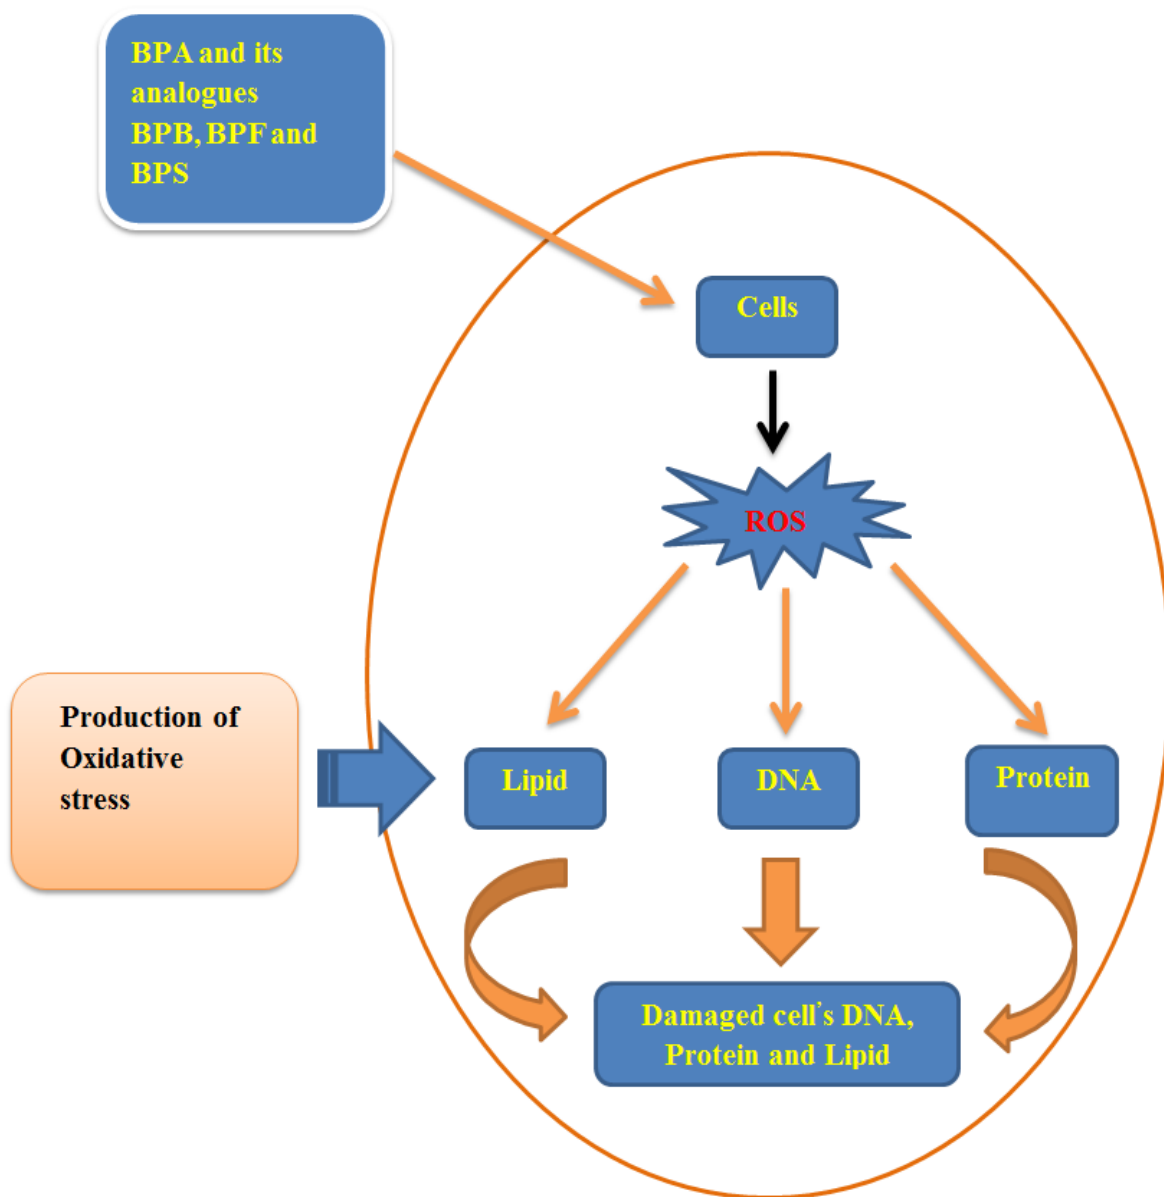 BPA and its
analogues
BPB, BPF and
BPS
Cells
ROS
Production of
Oxidative
stress
Lipid
DNA
Protein
Damaged cell's DNA,
Protein and Lipid